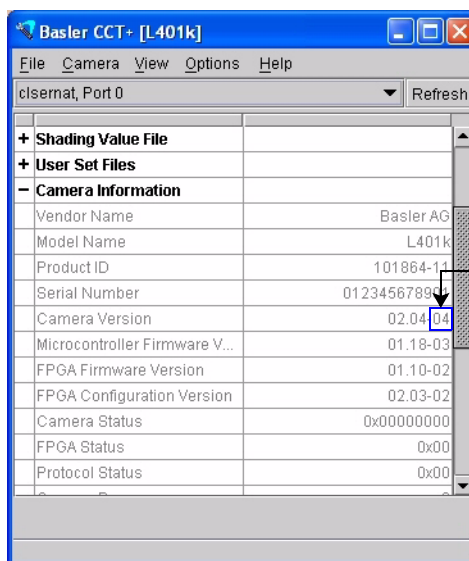 Basler CCT+ [L401k]
File Camera View Options Help
clsernat, Port 0 Refresh
+ Shading Value File
+ User Set Files
− Camera Information
Vendor Name Basler AG
Model Name L401k
Product ID 101864-11
Serial Number 012345678901
Camera Version 02.04-04
Microcontroller Firmware V... 01.18-03
FPGA Firmware Version 01.10-02
FPGA Configuration Version 02.03-02
Camera Status 0x00000000
FPGA Status 0x00
Protocol Status 0x00